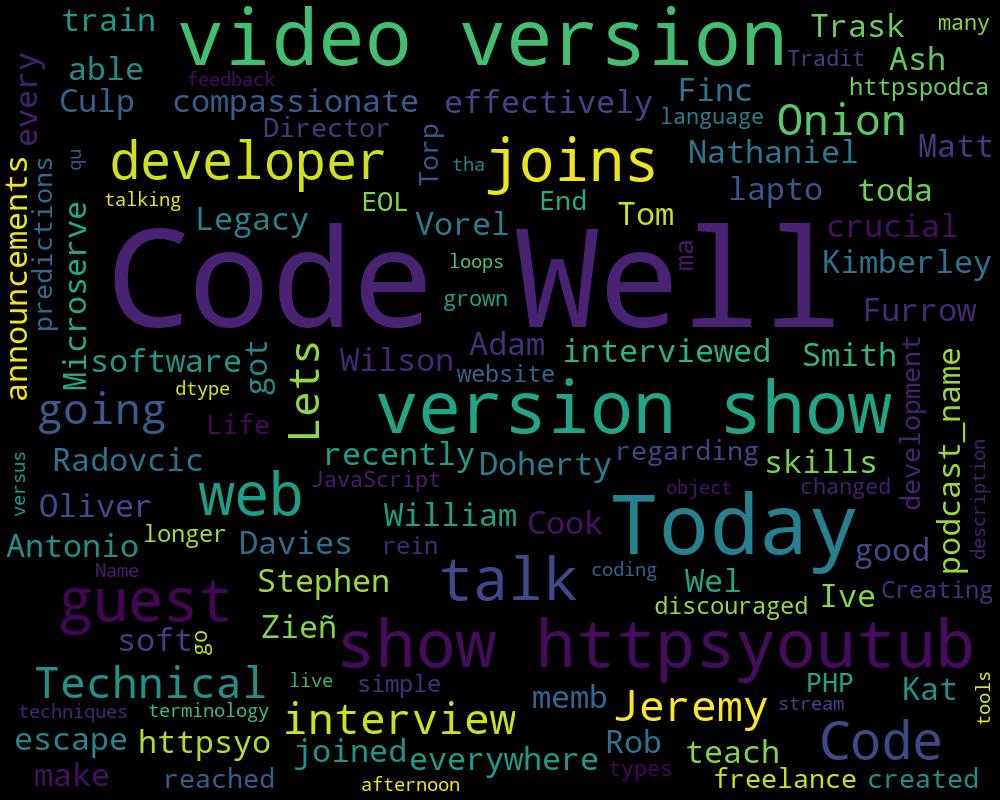 train
video version
Trask
many
able
feedback
Tradit
Ash
every
Culp
compassionate
effectively
Finc
httpspodca
Director
language
Onion
developer
Torp
tha
joins
Nathaniel
Matt
qu
announcements
predictions
talking
EOL
End
lapto
toda
Legacy
Vorel
Tom
crucial
Microserve
Code Well
loops
ma
Kimberley
grown
Furrow
software
got
Lets
Wilson
Adam
interviewed
Smith
website
dtype
going
Life
version show
development
podcast_name
Radovcic
recently
Doherty
regarding
skills
versus
Oliver
web
JavaScript
object
changed
description
William
Cook
Today
Antonio
longer
Davies
rein
good
Name
guest
Stephen
talk
coding
Wel
discouraged
Ive
Creating
soft
go
Zieñ
show httpsyoutub
Technical
live
simple
memb
Jeremy
PHP
Kat
tools
techniques
terminology
interview
stream
escape
httpsyo
joined
everywhere
Rob
teach
Code
make
reached
afternoon
types
freelance
created